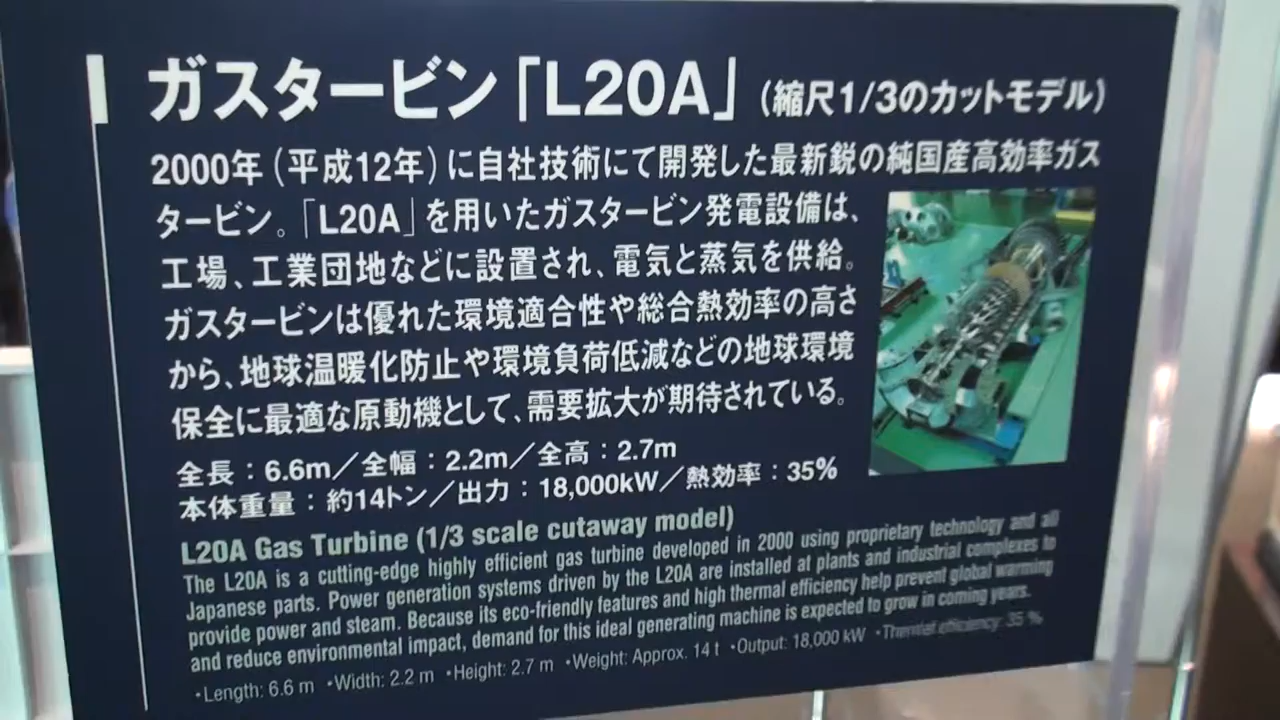 ガスタービン「L20A」(縮尺1/3のカットモデル)
2000年(平成12年)に自社技術にて開発した最新鋭の純国産高効率ガス
タービン。「L20A」を用いたガスタービン発電設備は、
工場、工業団地などに設置され、電気と蒸気を供給。
ガスタービンは優れた環境適合性や総合熱効率の高さ
から、地球温暖化防止や環境負荷低減などの地球環境
保全に最適な原動機として、需要拡大が期待されている。
全長:6.6m/全幅:2.2m/全高:2.7m
本体重量:約14トン/出力:18,000kW/熱効率:35%
L20A Gas Turbine (1/3 scale cutaway model)
The L20A is a cutting-edge highly efficient gas turbine developed in 2000 using proprietary technology and all
Japanese parts. Power generation systems driven by the L20A are installed at plants and industrial complexes to
provide power and steam. Because its eco-friendly features and high thermal efficiency help prevent global warming
and reduce environmental impact, demand for this ideal generating machine is expected to grow in coming years.
・Length: 6.6 m ・Width: 2.2 m ・Height: 2.7 m ・Weight: Approx. 14 t ・Output: 18,000 kW ・Thermal efficiency: 35 %